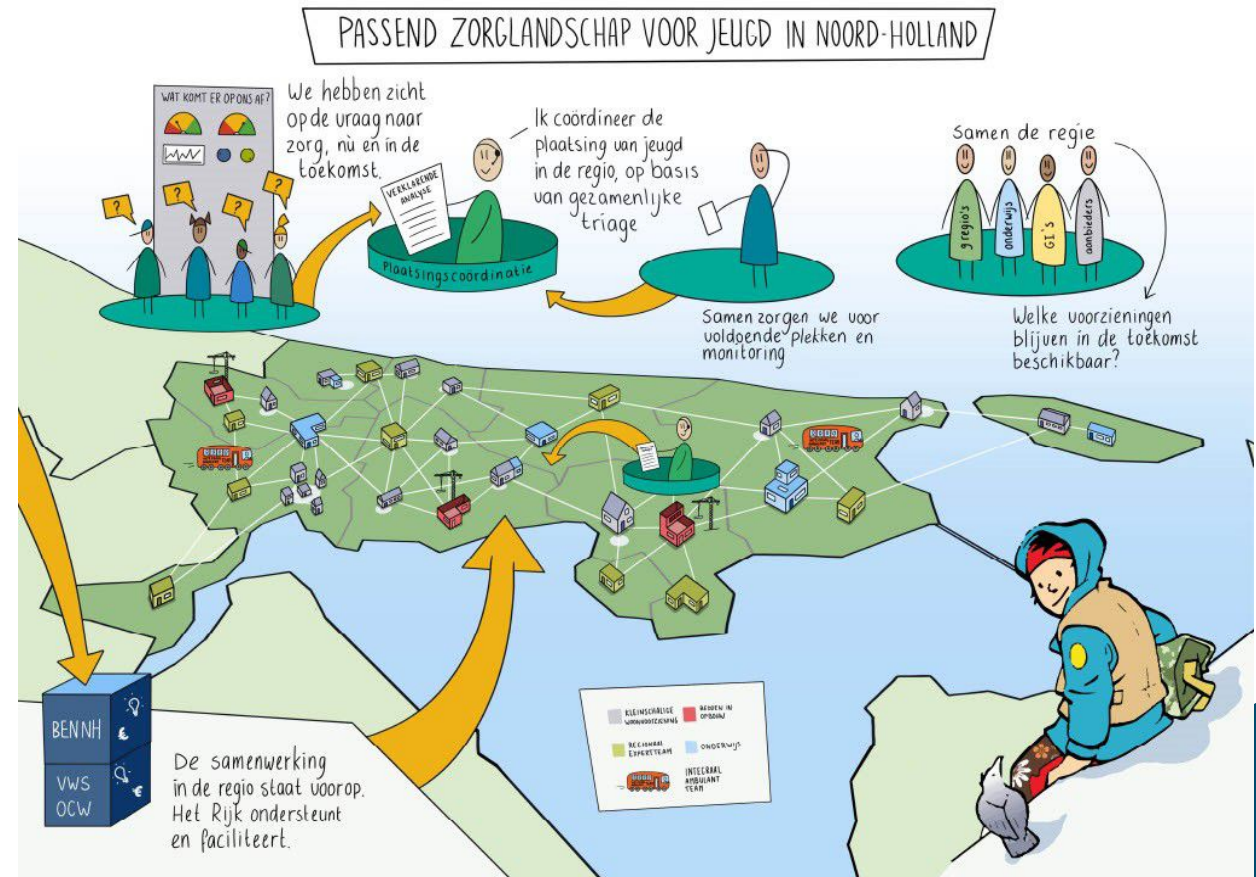 PASSEND ZORGLANDSCHAP VOOR JEUGD IN NOORD-HOLLAND
WAT KOMT ER OP ONS AF?
?
?
?
?
We hebben zicht
op de vraag naar
zorg, nù en in de
toekomst.
VERKLARENDE
ANALYSE
Plaatsingscoördinatie
Ik coördineer de
plaatsing van jeugd
in de regio, op basis
van gezamenlijke
triage
Samen zorgen we voor
voldoende plekken en
monitoring
Samen de regie
9 regio's
onderwijs
GI's
aanbieders
Welke voorzieningen
blijven in de toekomst
beschikbaar?
BENNH
€
VWS
OCW
€
De samenwerking
in de regio staat voorop.
Het Rijk ondersteunt
en faciliteert.
KLEINSCHALIGE
WOONVOORZIENING
BEDDEN IN
OPBOUW
REGIONAAL
EXPERTTEAM
ONDERWIJS
INTEGRAAL
AMBULANT
TEAM